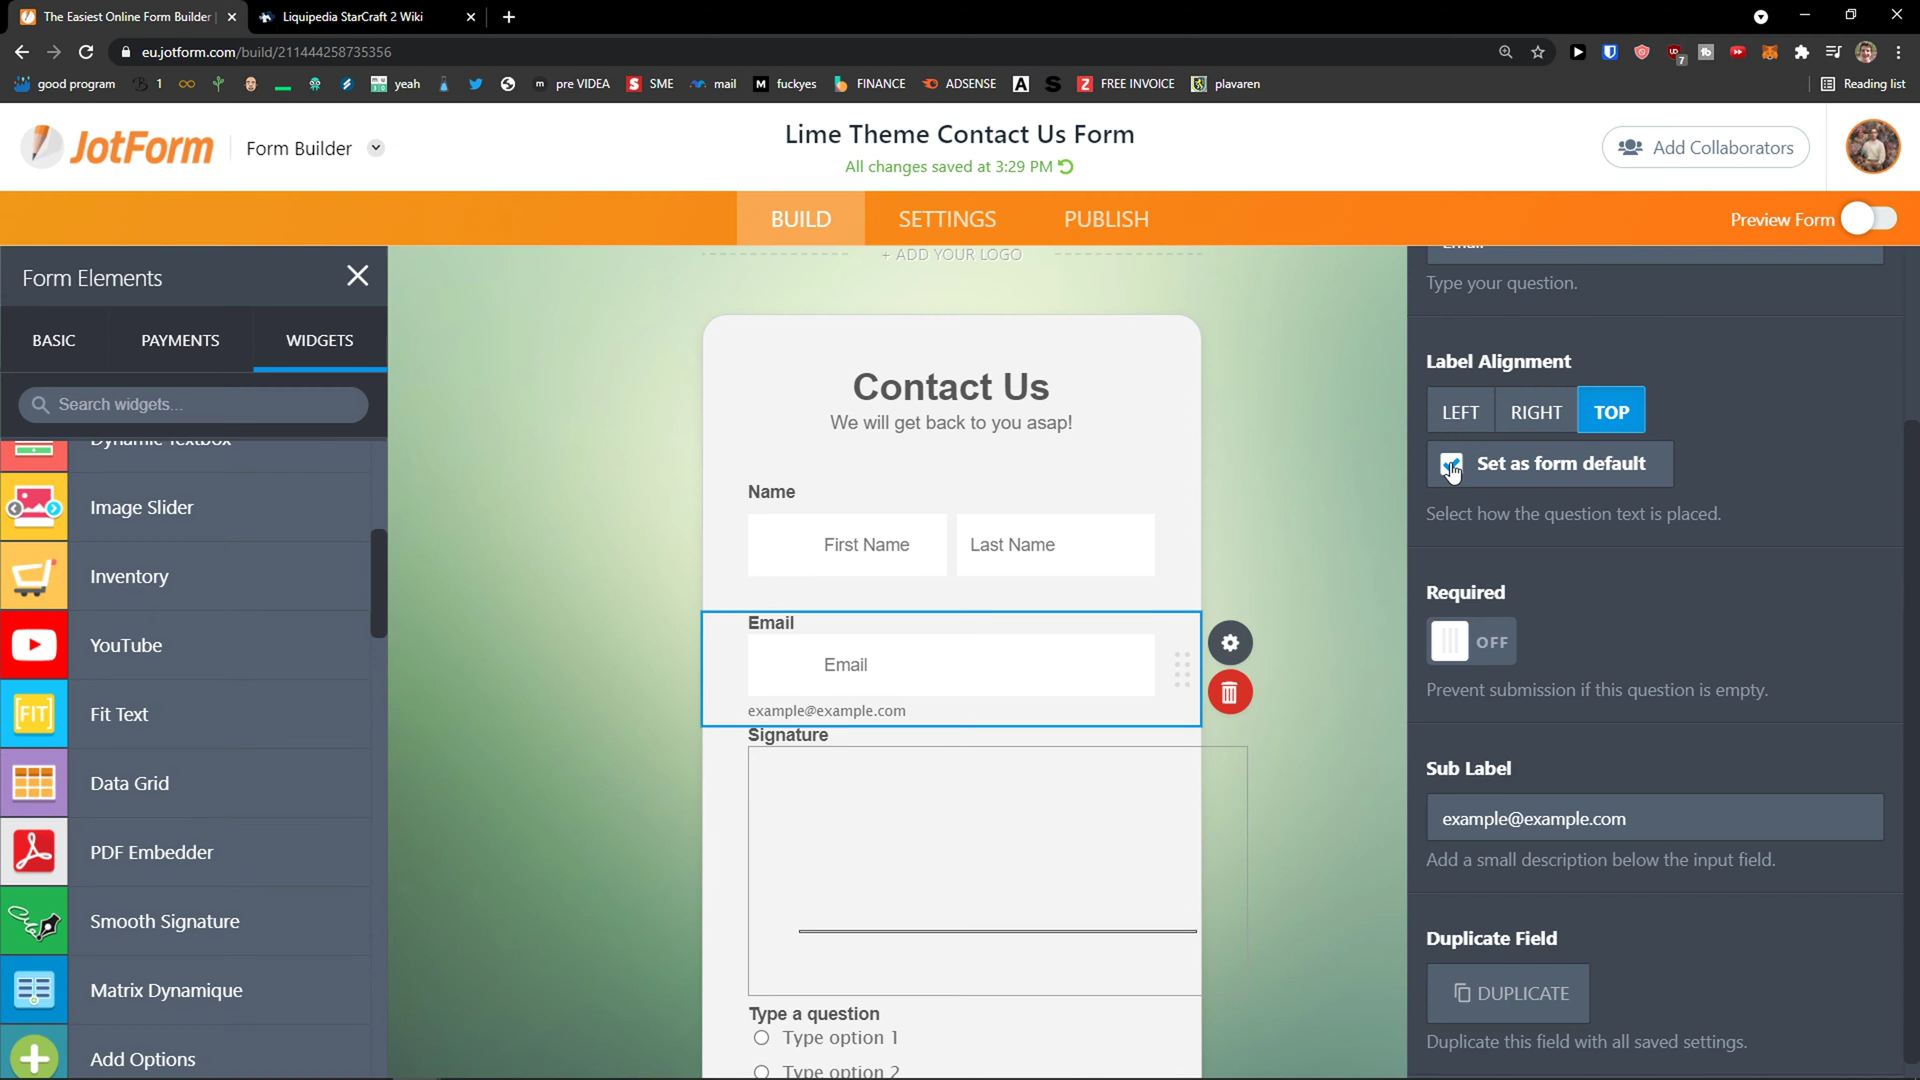 The Easiest Online Form Builder
Liquipedia StarCraft 2 Wiki
eu.jotform.com/build/211444258735356
7
good program
1
yeah
pre VIDEA
SME
mail
fuckyes
FINANCE
ADSENSE
FREE INVOICE
plavaren
Reading list
JotForm
Form Builder
Lime Theme Contact Us Form
All changes saved at 3:29 PM
Add Collaborators
BUILD
SETTINGS
PUBLISH
Preview Form
Form Elements
BASIC
PAYMENTS
WIDGETS
Search widgets...
Dynamic Textbox
Image Slider
Inventory
YouTube
FIT
Fit Text
Data Grid
PDF Embedder
Smooth Signature
Matrix Dynamique
Add Options
+ ADD YOUR LOGO
Contact Us
We will get back to you asap!
Name
First Name
Last Name
Email
Email
example@example.com
Signature
Type a question
Type option 1
Type option 2
Email
Type your question.
Label Alignment
LEFT
RIGHT
TOP
Set as form default
Select how the question text is placed.
Required
OFF
Prevent submission if this question is empty.
Sub Label
example@example.com
Add a small description below the input field.
Duplicate Field
DUPLICATE
Duplicate this field with all saved settings.